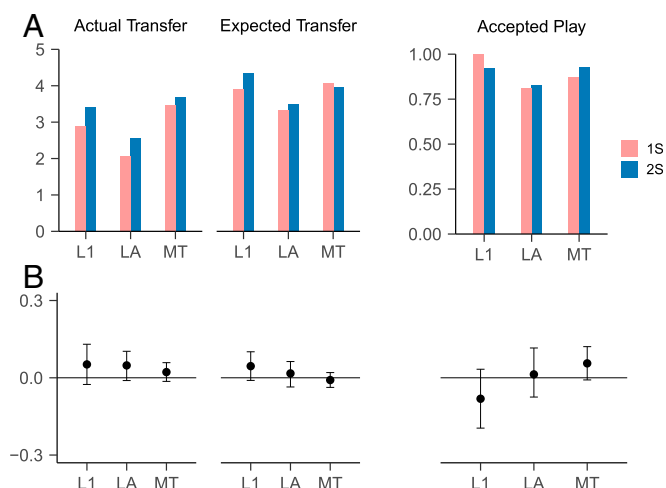 A
Actual Transfer Expected Transfer Accepted Play
5
4
3
2
1
0
L1 LA MT L1 LA MT
1.00
0.75
0.50
0.25
0.00
L1 LA MT
1S
2S
B
0.3
0.0
−0.3
L1 LA MT L1 LA MT L1 LA MT